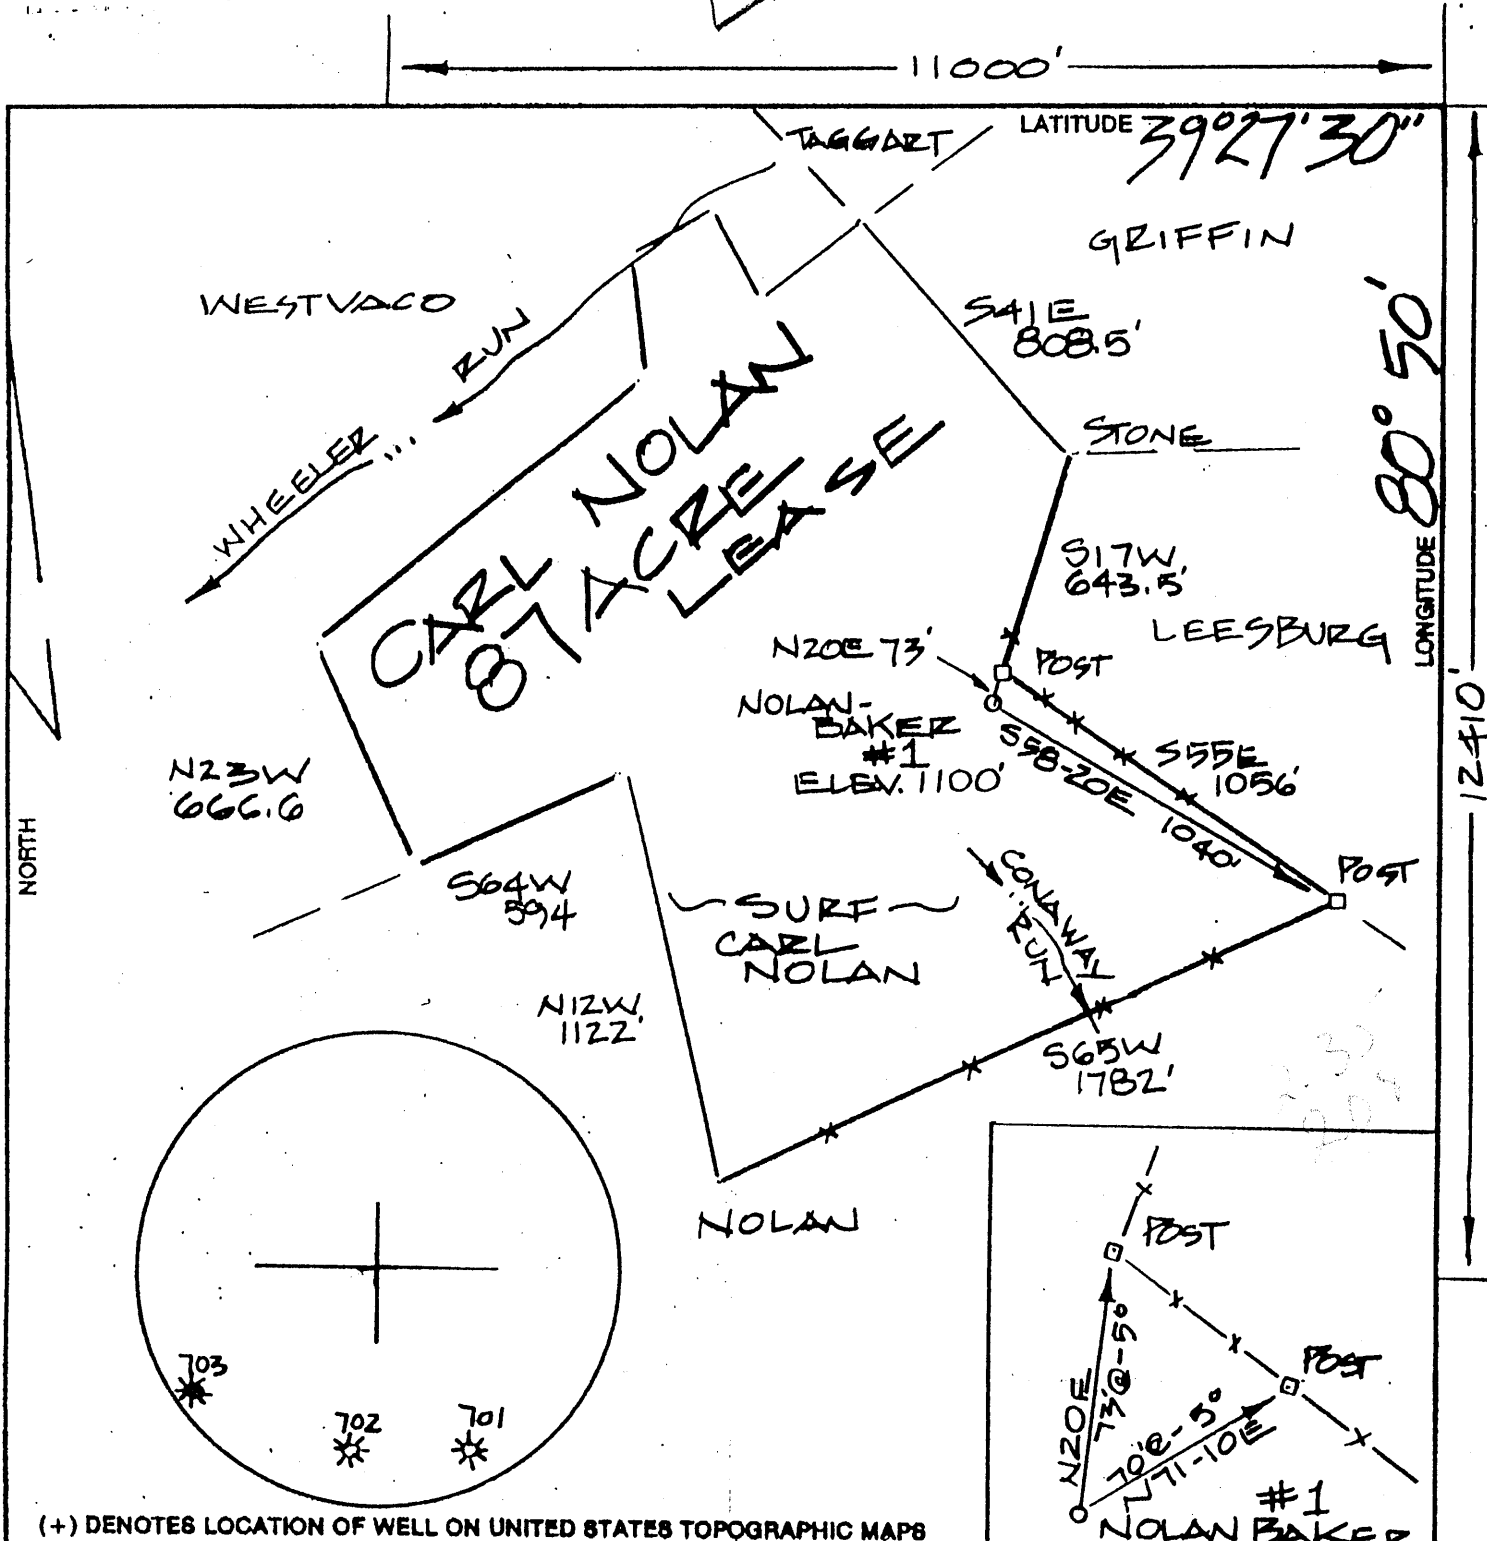 11000'
LATITUDE 39°27'30"
TAGGART
GRIFFIN
WESTVACO
RUN
S41E
808.5'
LONGITUDE 80° 50'
STONE
WHEELER
CARL NOLAN
87 ACRE
LEASE
S17W
643.5'
LEESBURG
N20E 73'
POST
NOLAN-
BAKER
#1
ELEV. 1100'
S58-20E 1040'
S55E
1056'
12410'
N23W
666.6
NORTH
POST
S64W
594
SURF
CARL
NOLAN
CONAWAY
RUN
N12W
1122'
S65W
1782'
NOLAN
POST
N20E
73'@-5°
POST
70'@-5°
N71-10E
703
702
701
#1
NOLAN BAKER
(+) DENOTES LOCATION OF WELL ON UNITED STATES TOPOGRAPHIC MAPS